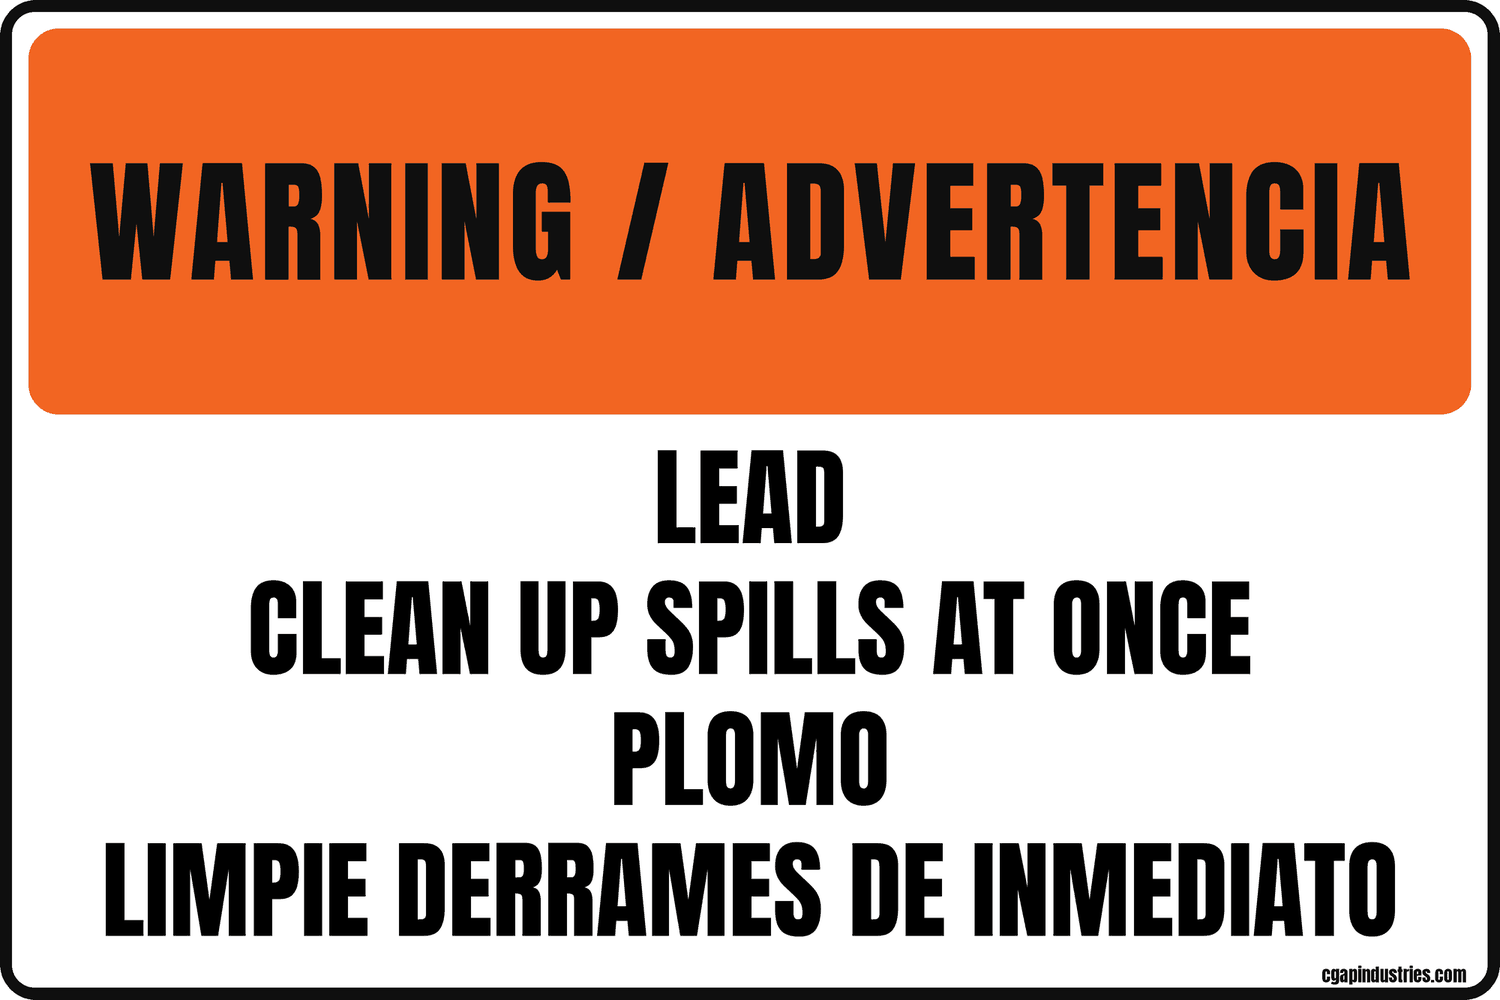 WARNING / ADVERTENCIA
LEAD
CLEAN UP SPILLS AT ONCE
PLOMO
LIMPIE DERRAMES DE INMEDIATO
cgapindustries.com